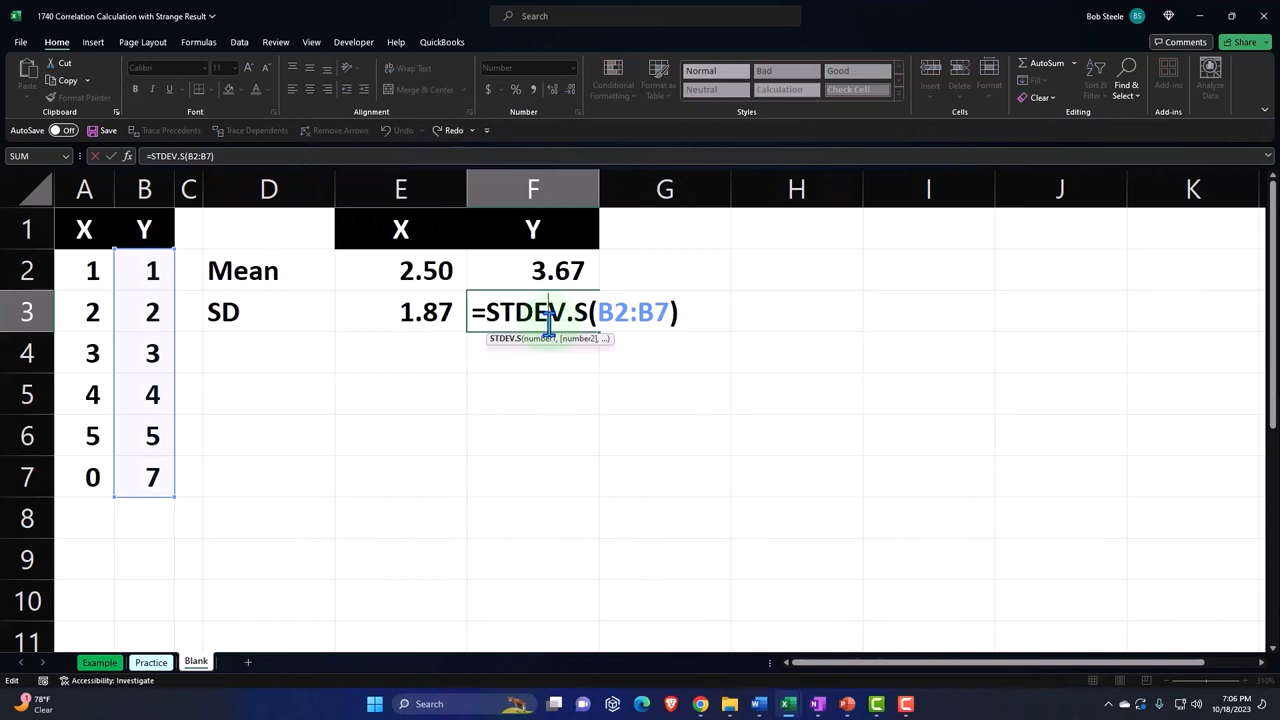 1740 Correlation Calculation with Strange Result
Search
Bob Steele
BS
File
Home
Insert
Page Layout
Formulas
Data
Review
View
Developer
Help
QuickBooks
Comments
Share
Paste
Cut
Copy
Format Painter
Clipboard
Calibri
11
Font
Wrap Text
Merge & Center
Alignment
Number
Number
Conditional Formatting
Format as Table
Normal
Bad
Good
Neutral
Calculation
Check Cell
Styles
Insert
Delete
Format
Cells
AutoSum
Fill
Clear
Sort & Filter
Find & Select
Editing
Add-ins
Add-ins
Analyze Data
AutoSave Off
Save
Trace Precedents
Trace Dependents
Remove Arrows
Undo
Redo
SUM
fx
=STDEV.S(B2:B7)
A B C D E F G H I J K
1 X Y X Y
2 1 1 Mean 2.50 3.67
3 2 2 SD 1.87 =STDEV.S(B2:B7)
STDEV.S(number1, [number2], ...)
4 3 3
5 4 4
6 5 5
7 0 7
8
9
10
11
Example
Practice
Blank
Edit
Accessibility: Investigate
310%
1
78°F
Clear
Search
7:06 PM
10/18/2023